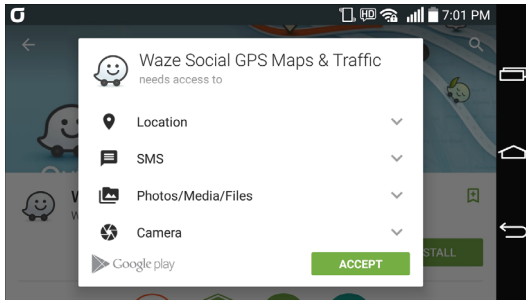 HD 7:01 PM
Waze Social GPS Maps & Traffic
needs access to
Location
SMS
Photos/Media/Files
Camera
Google play
ACCEPT
STALL